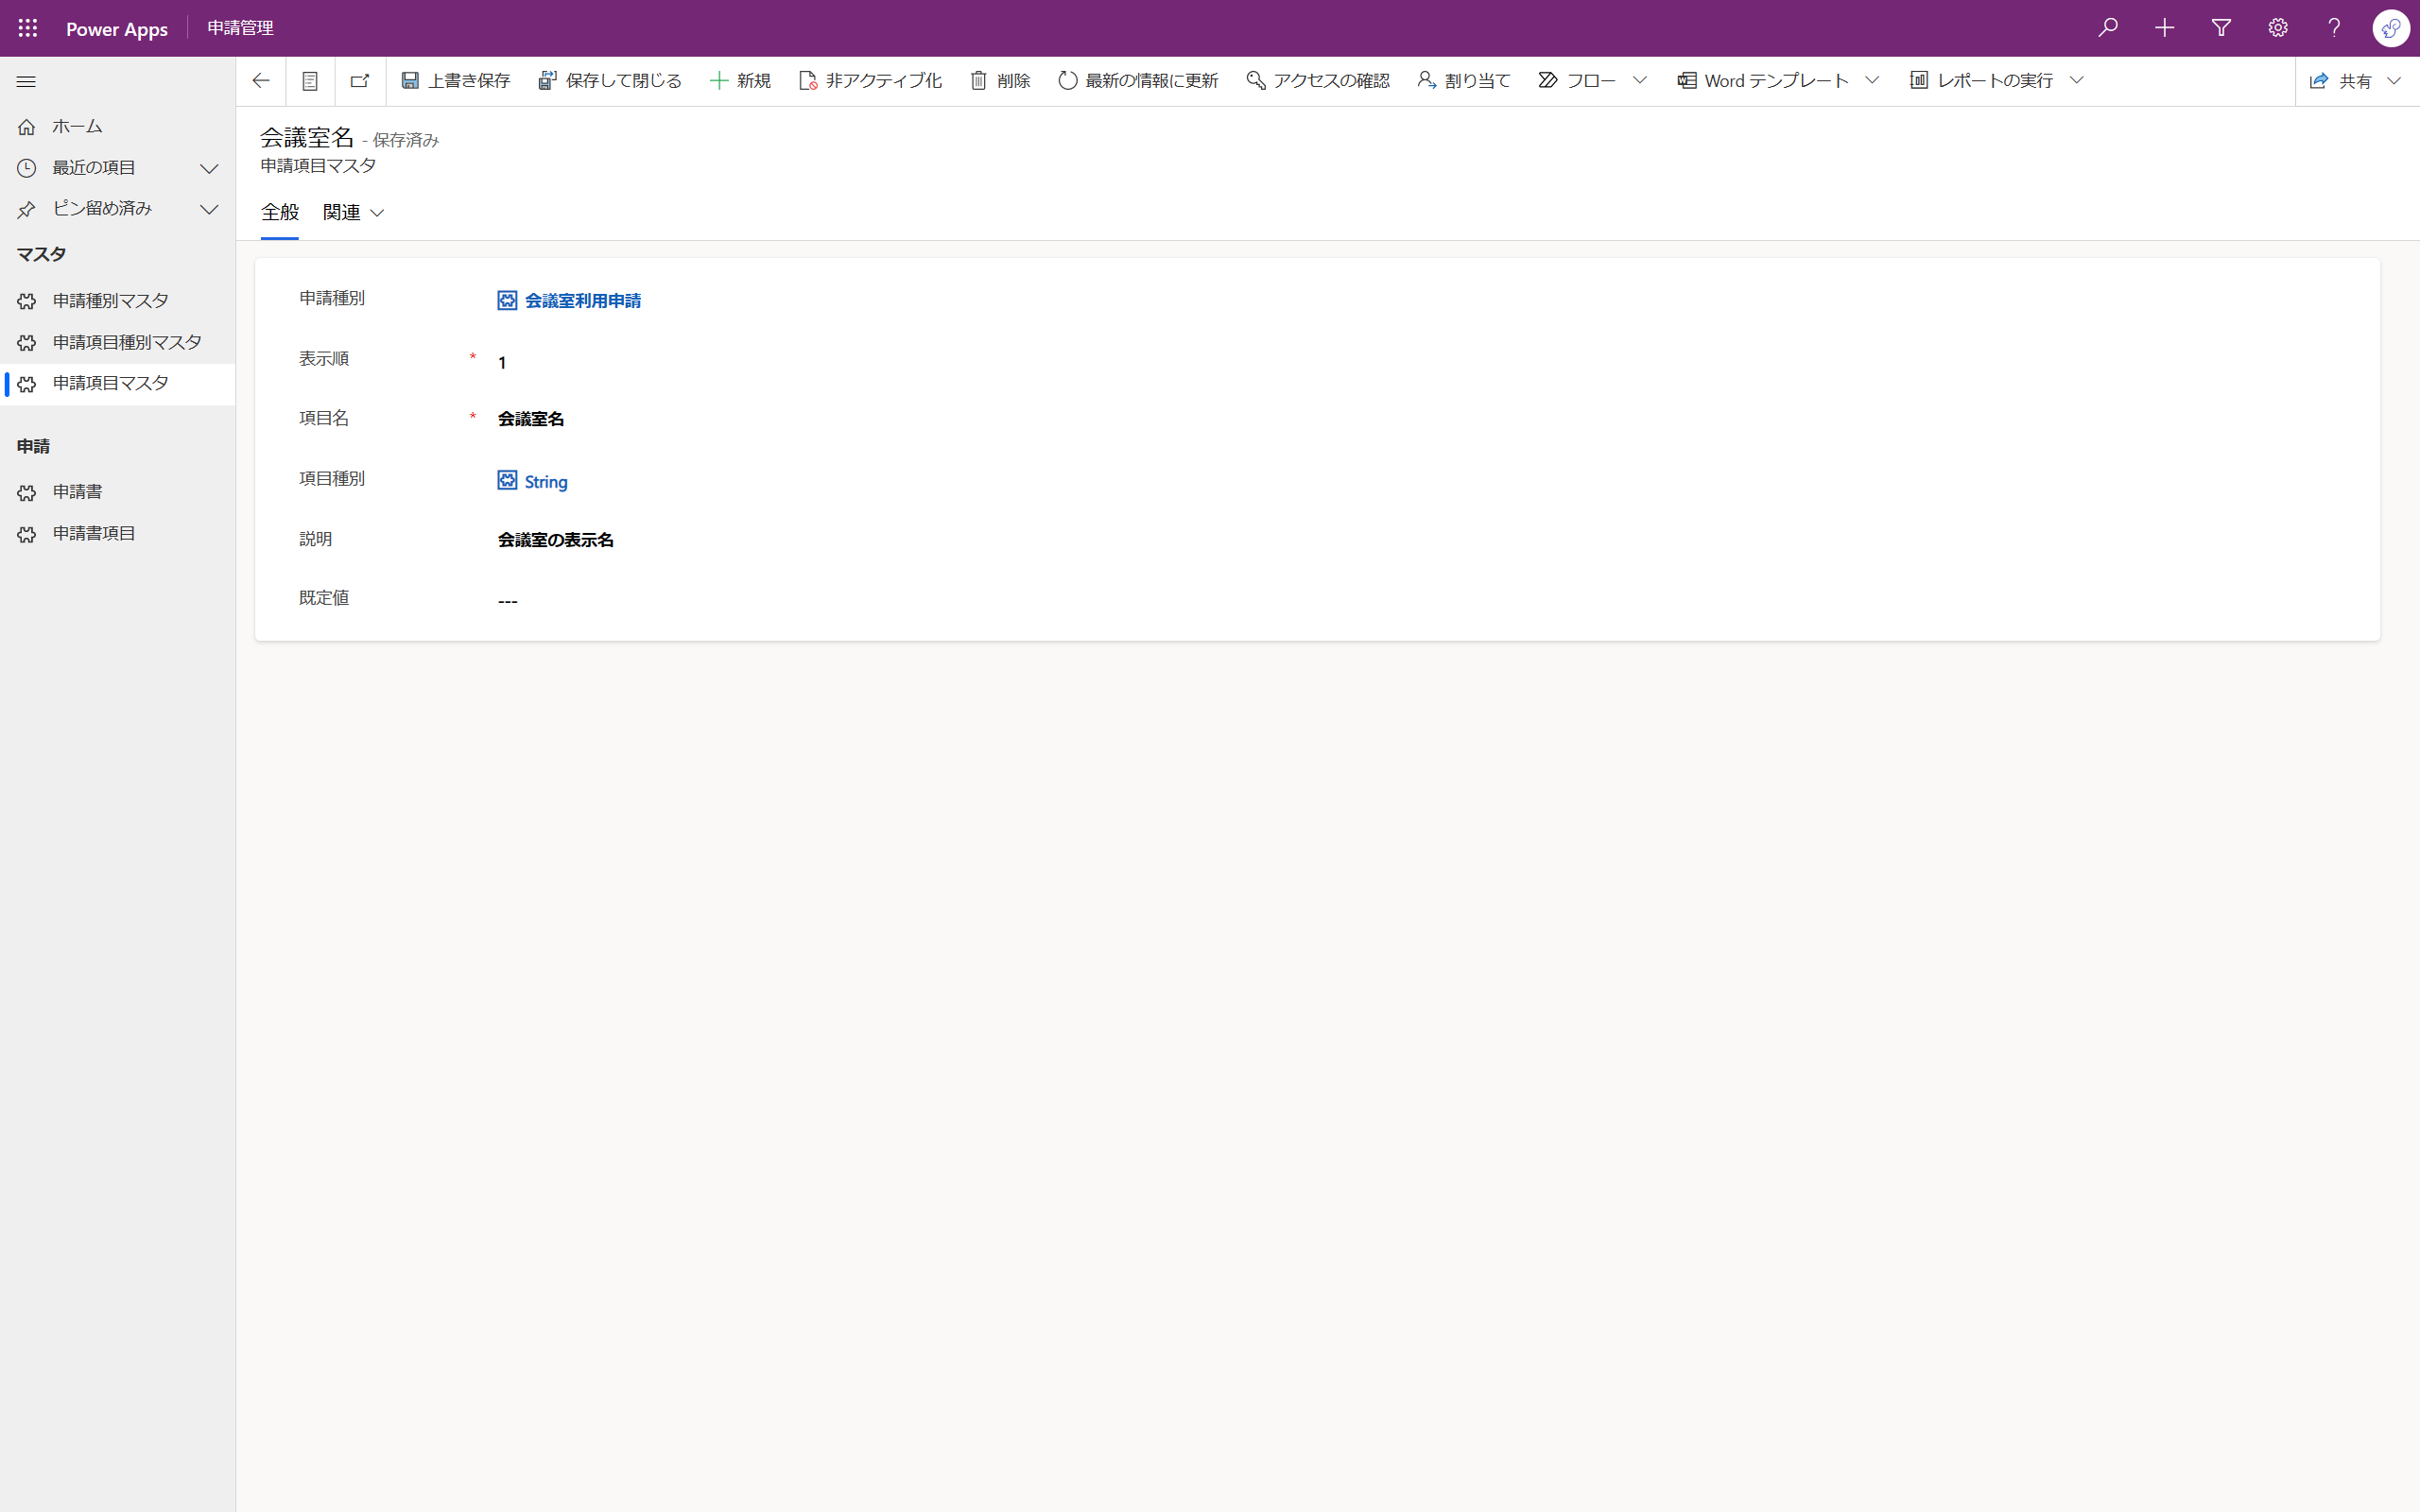 Power Apps
申請管理
上書き保存
保存して閉じる
新規
非アクティブ化
削除
最新の情報に更新
アクセスの確認
割り当て
フロー
Word テンプレート
レポートの実行
共有
ホーム
最近の項目
ピン留め済み
マスタ
申請種別マスタ
申請項目種別マスタ
申請項目マスタ
申請
申請書
申請書項目
会議室名 - 保存済み
申請項目マスタ
全般
関連
申請種別 会議室利用申請
表示順 * 1
項目名 * 会議室名
項目種別 String
説明 会議室の表示名
既定値 ---